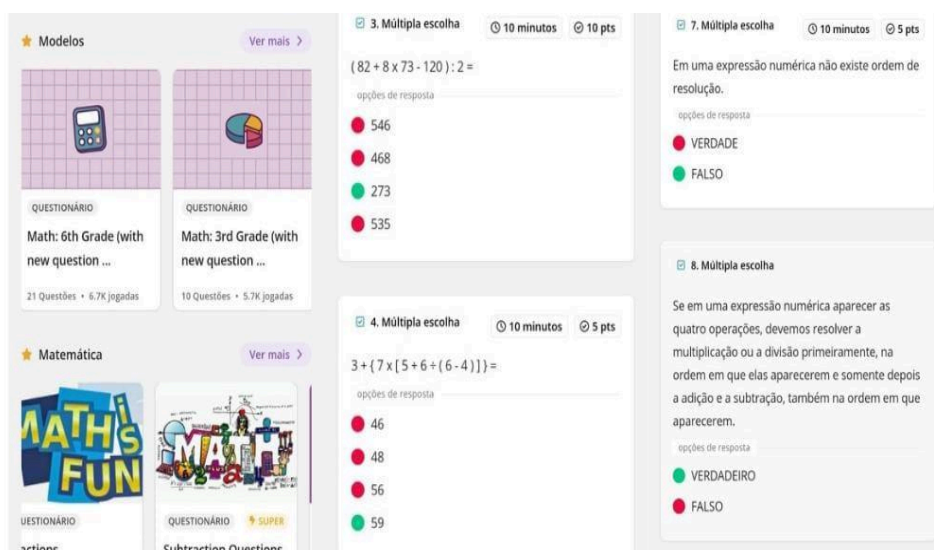 Modelos
Ver mais >
QUESTIONÁRIO
Math: 6th Grade (with
new question ...
21 Questões • 6.7K jogadas
QUESTIONÁRIO
Math: 3rd Grade (with
new question ...
10 Questões • 5.7K jogadas
Matemática
Ver mais >
MATH is
FUN
UESTIONÁRIO
MATH
QUESTIONÁRIO
SUPER
Subtraction Questions
3. Múltipla escolha
10 minutos
10 pts
( 82 + 8 x 73 - 120 ) : 2 =
opções de resposta
546
468
273
535
4. Múltipla escolha
10 minutos
5 pts
3 + { 7 x [ 5 + 6 ÷ ( 6 - 4 ) ] } =
opções de resposta
46
48
56
59
7. Múltipla escolha
10 minutos
5 pts
Em uma expressão numérica não existe ordem de
resolução.
opções de resposta
VERDADE
FALSO
8. Múltipla escolha
Se em uma expressão numérica aparecer as
quatro operações, devemos resolver a
multiplicação ou a divisão primeiramente, na
ordem em que elas aparecerem e somente depois
a adição e a subtração, também na ordem em que
aparecerem.
opções de resposta
VERDADEIRO
FALSO